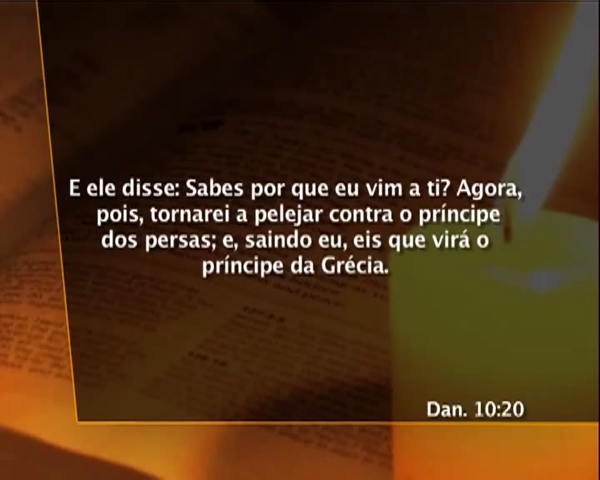 E ele disse: Sabes por que eu vim a ti? Agora,
pois, tornarei a pelejar contra o príncipe
dos persas; e, saindo eu, eis que virá o
príncipe da Grécia.
Dan. 10:20